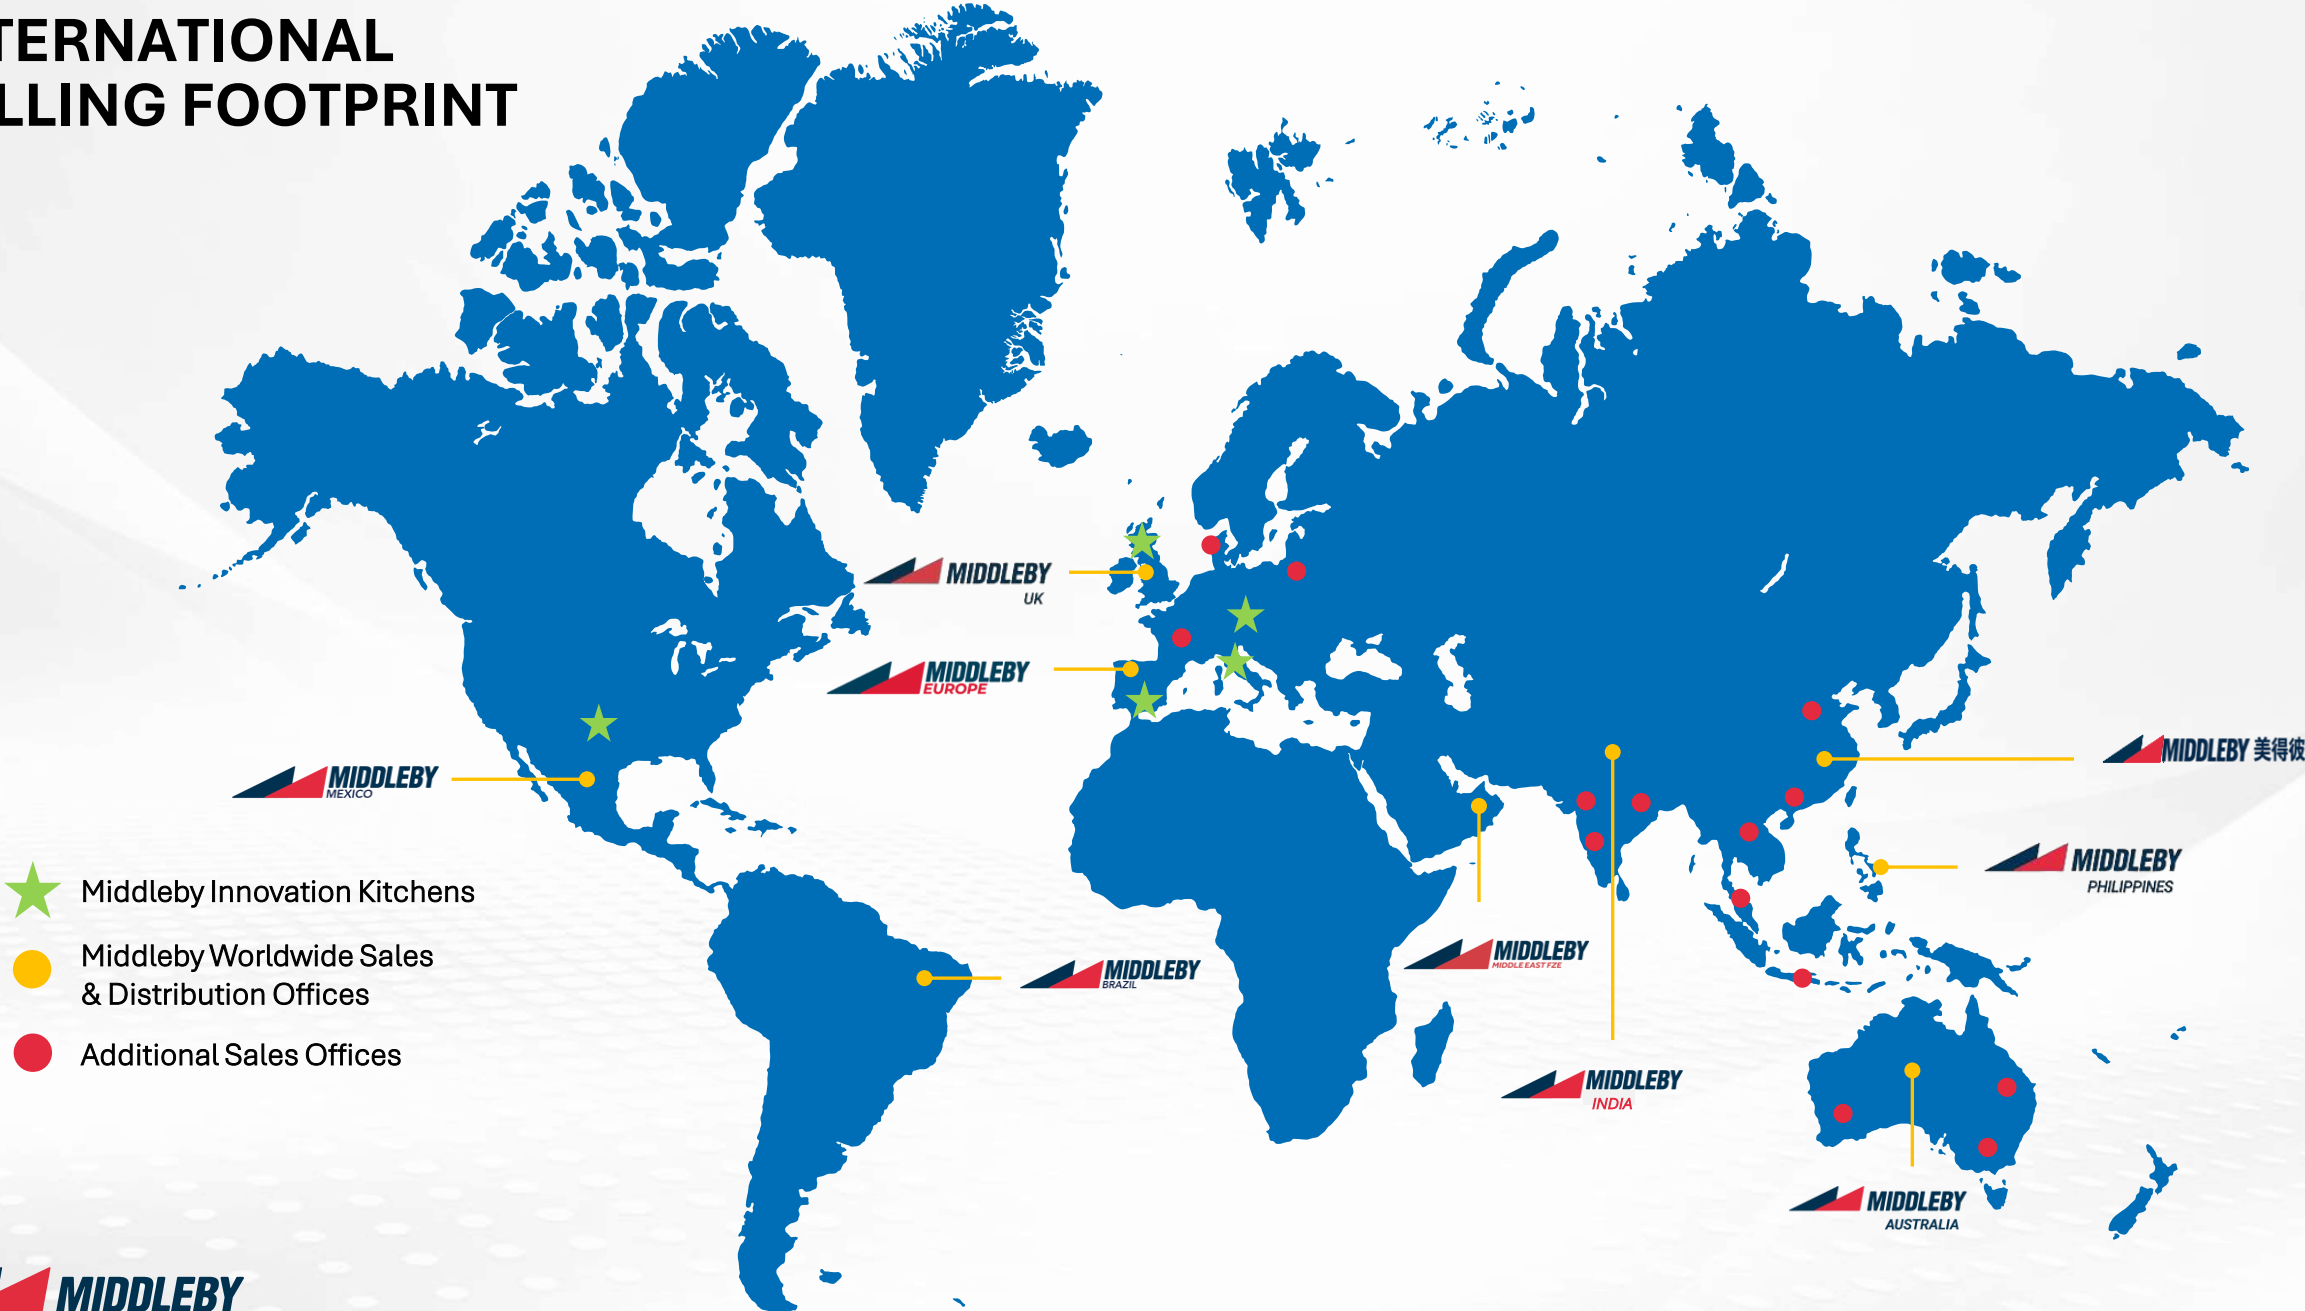 TERNATIONAL
LLING FOOTPRINT
MIDDLEBY
UK
MIDDLEBY
EUROPE
MIDDLEBY
MEXICO
MIDDLEBY 美得彼
MIDDLEBY
PHILIPPINES
Middleby Innovation Kitchens
Middleby Worldwide Sales
& Distribution Offices
Additional Sales Offices
MIDDLEBY
BRAZIL
MIDDLEBY
MIDDLE EAST FZE
MIDDLEBY
INDIA
MIDDLEBY
AUSTRALIA
MIDDLEBY